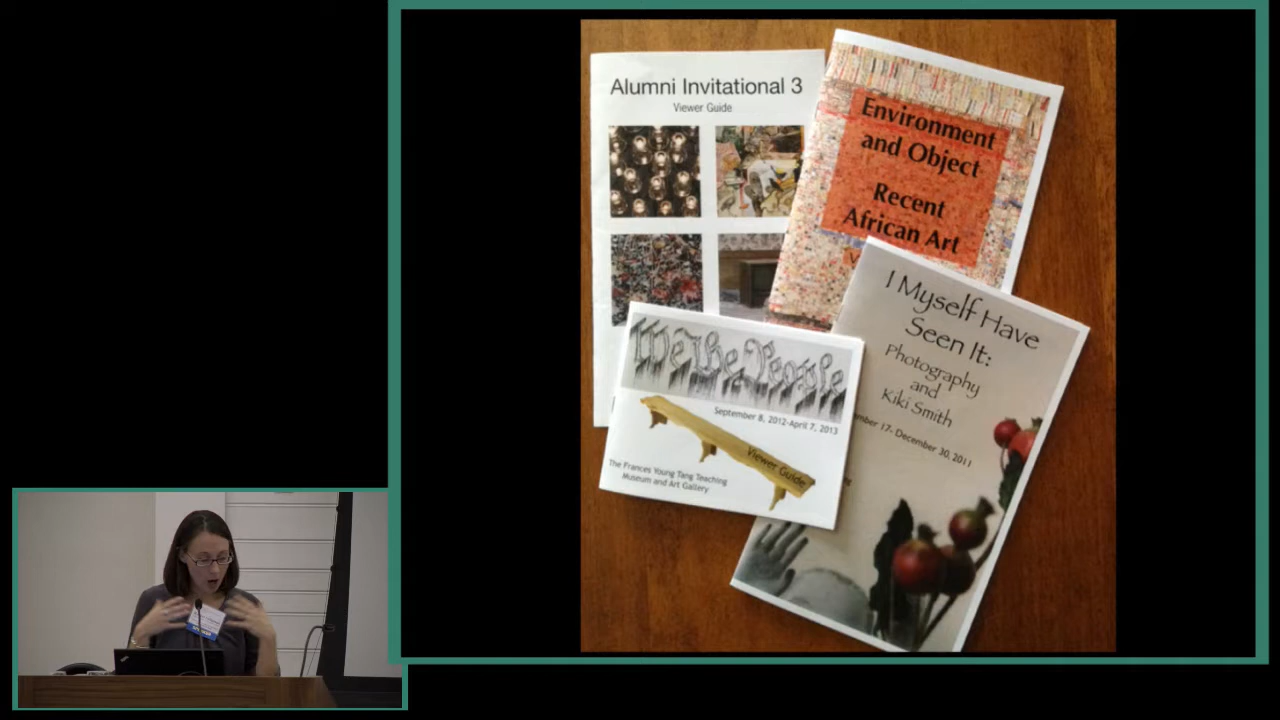 Alumni Invitational 3
Viewer Guide
Environment
and Object
Recent
African Art
I Myself Have
Seen It:
Photography
and
Kiki Smith
mber 17- December 30, 2011
We The People
September 8, 2012-April 7, 2013
Viewer Guide
The Frances Young Tang Teaching
Museum and Art Gallery